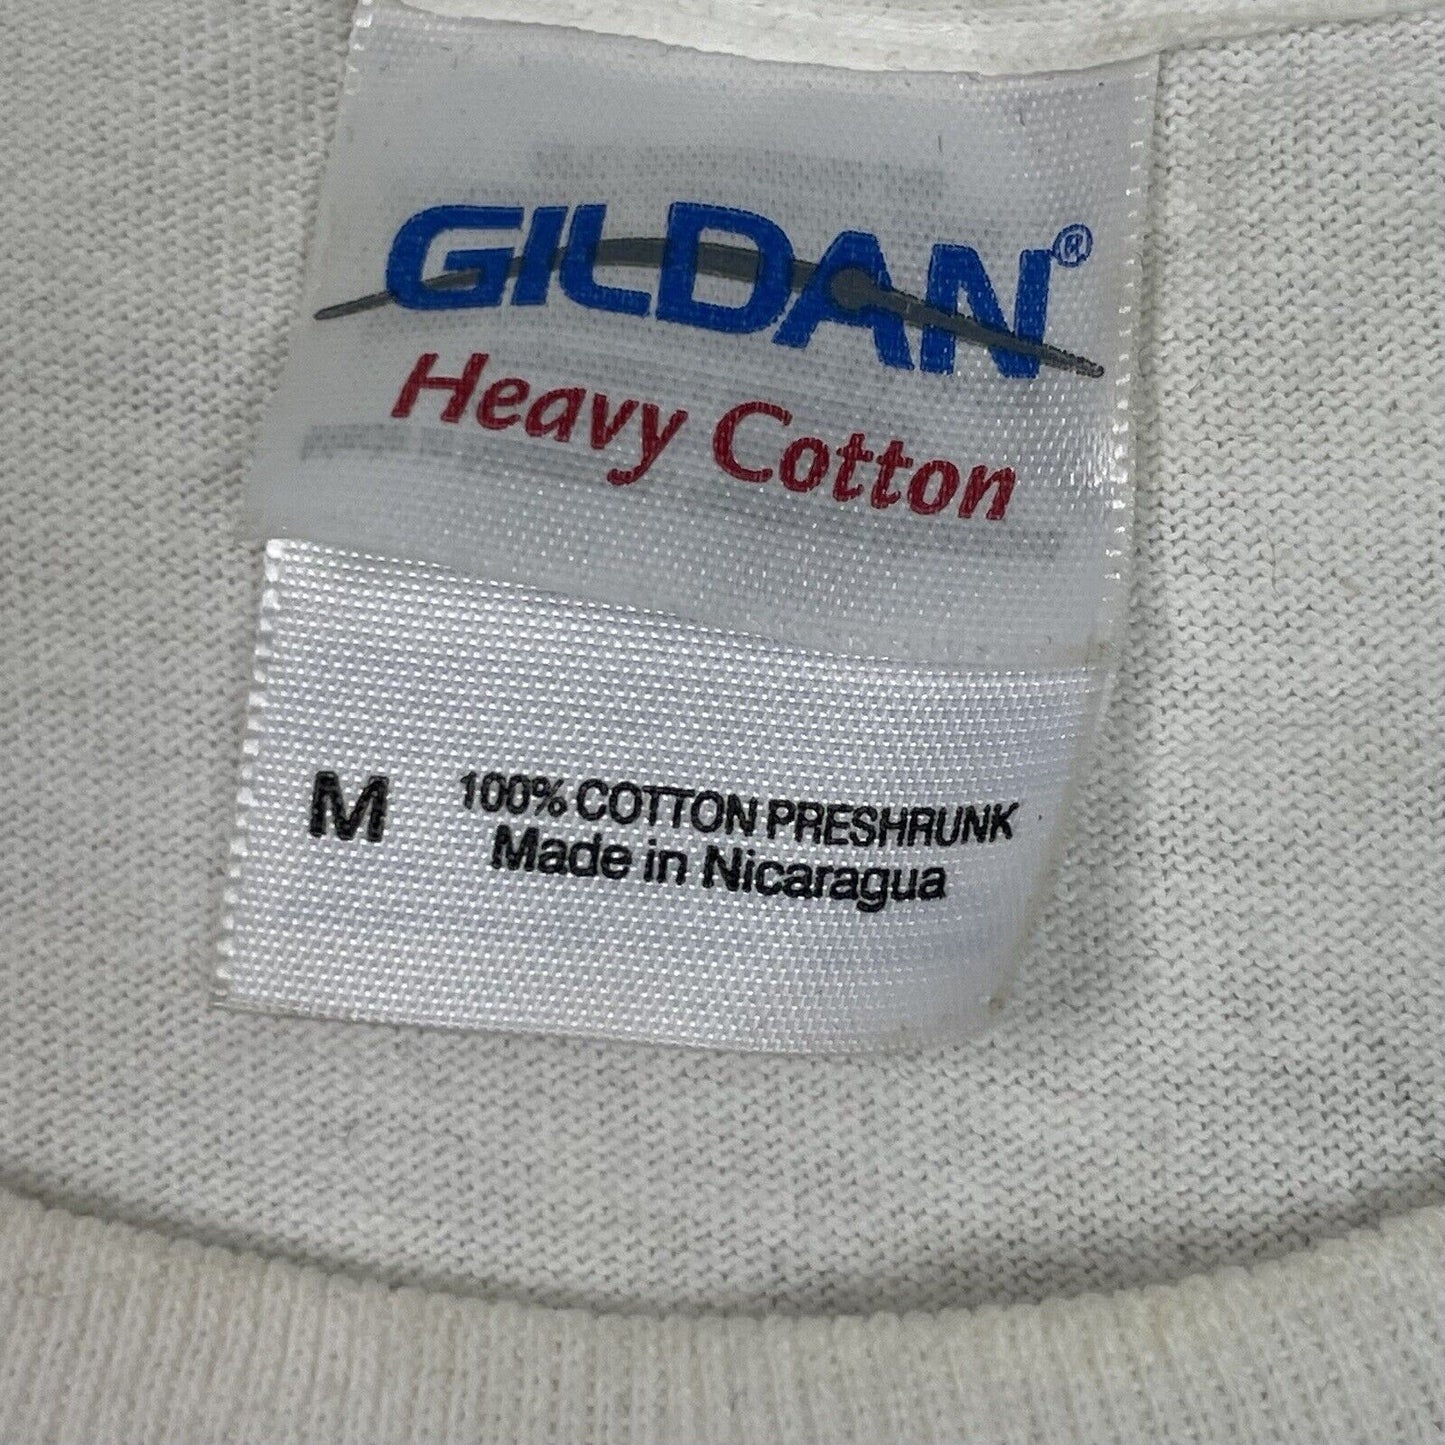 GILDAN®
Heavy Cotton
M 100% COTTON PRESHRUNK
Made in Nicaragua